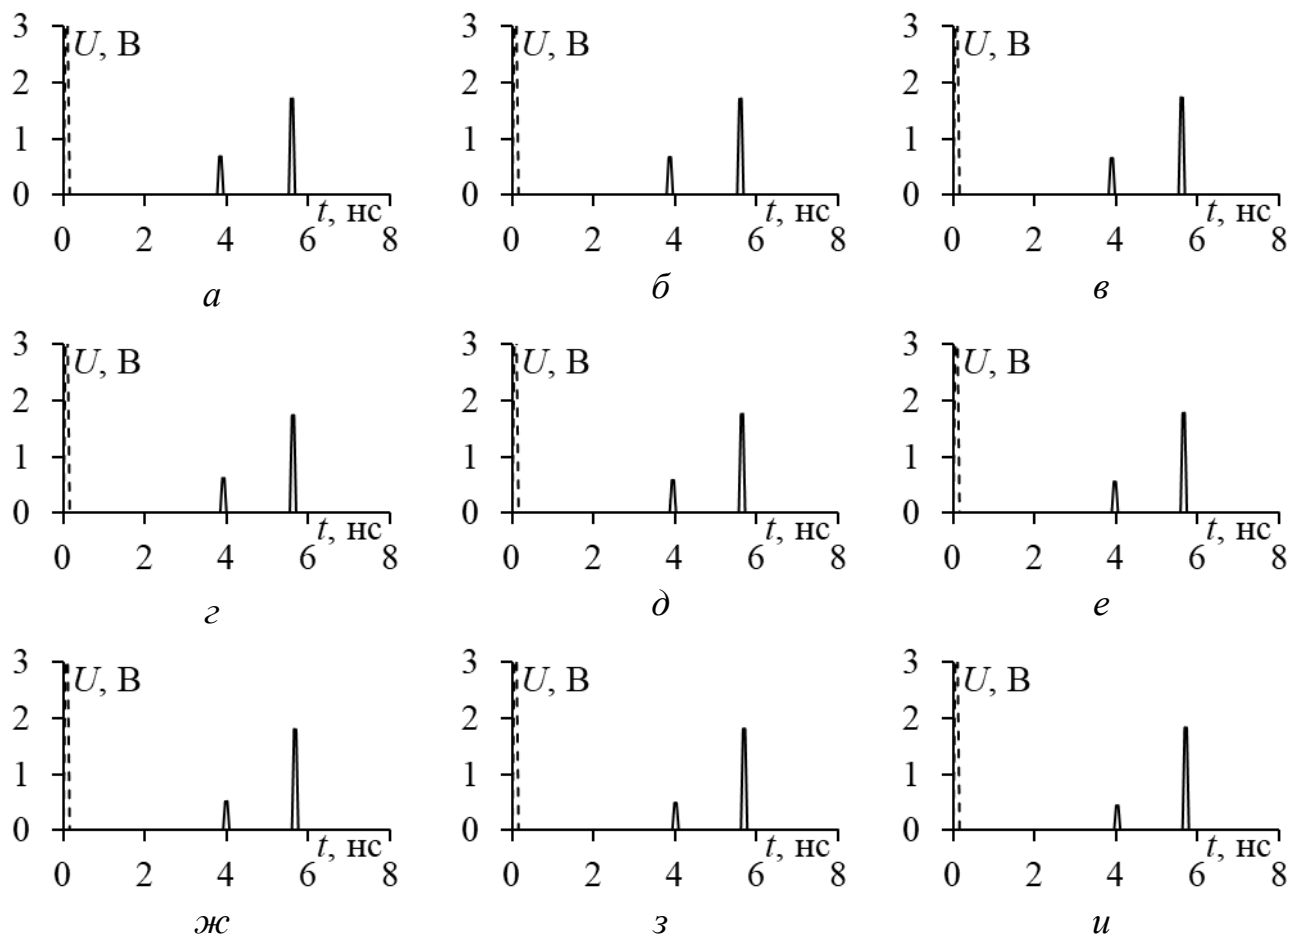 3 U, В 3 U, В 3 U, В
2 2 2
1 1 1
0 t, нс 0 t, нс 0 t, нс
0 2 4 6 8 0 2 4 6 8 0 2 4 6 8
а б в
3 U, В 3 U, В 3 U, В
2 2 2
1 1 1
0 t, нс 0 t, нс 0 t, нс
0 2 4 6 8 0 2 4 6 8 0 2 4 6 8
г д е
3 U, В 3 U, В 3 U, В
2 2 2
1 1 1
0 t, нс 0 t, нс 0 t, нс
0 2 4 6 8 0 2 4 6 8 0 2 4 6 8
ж з и